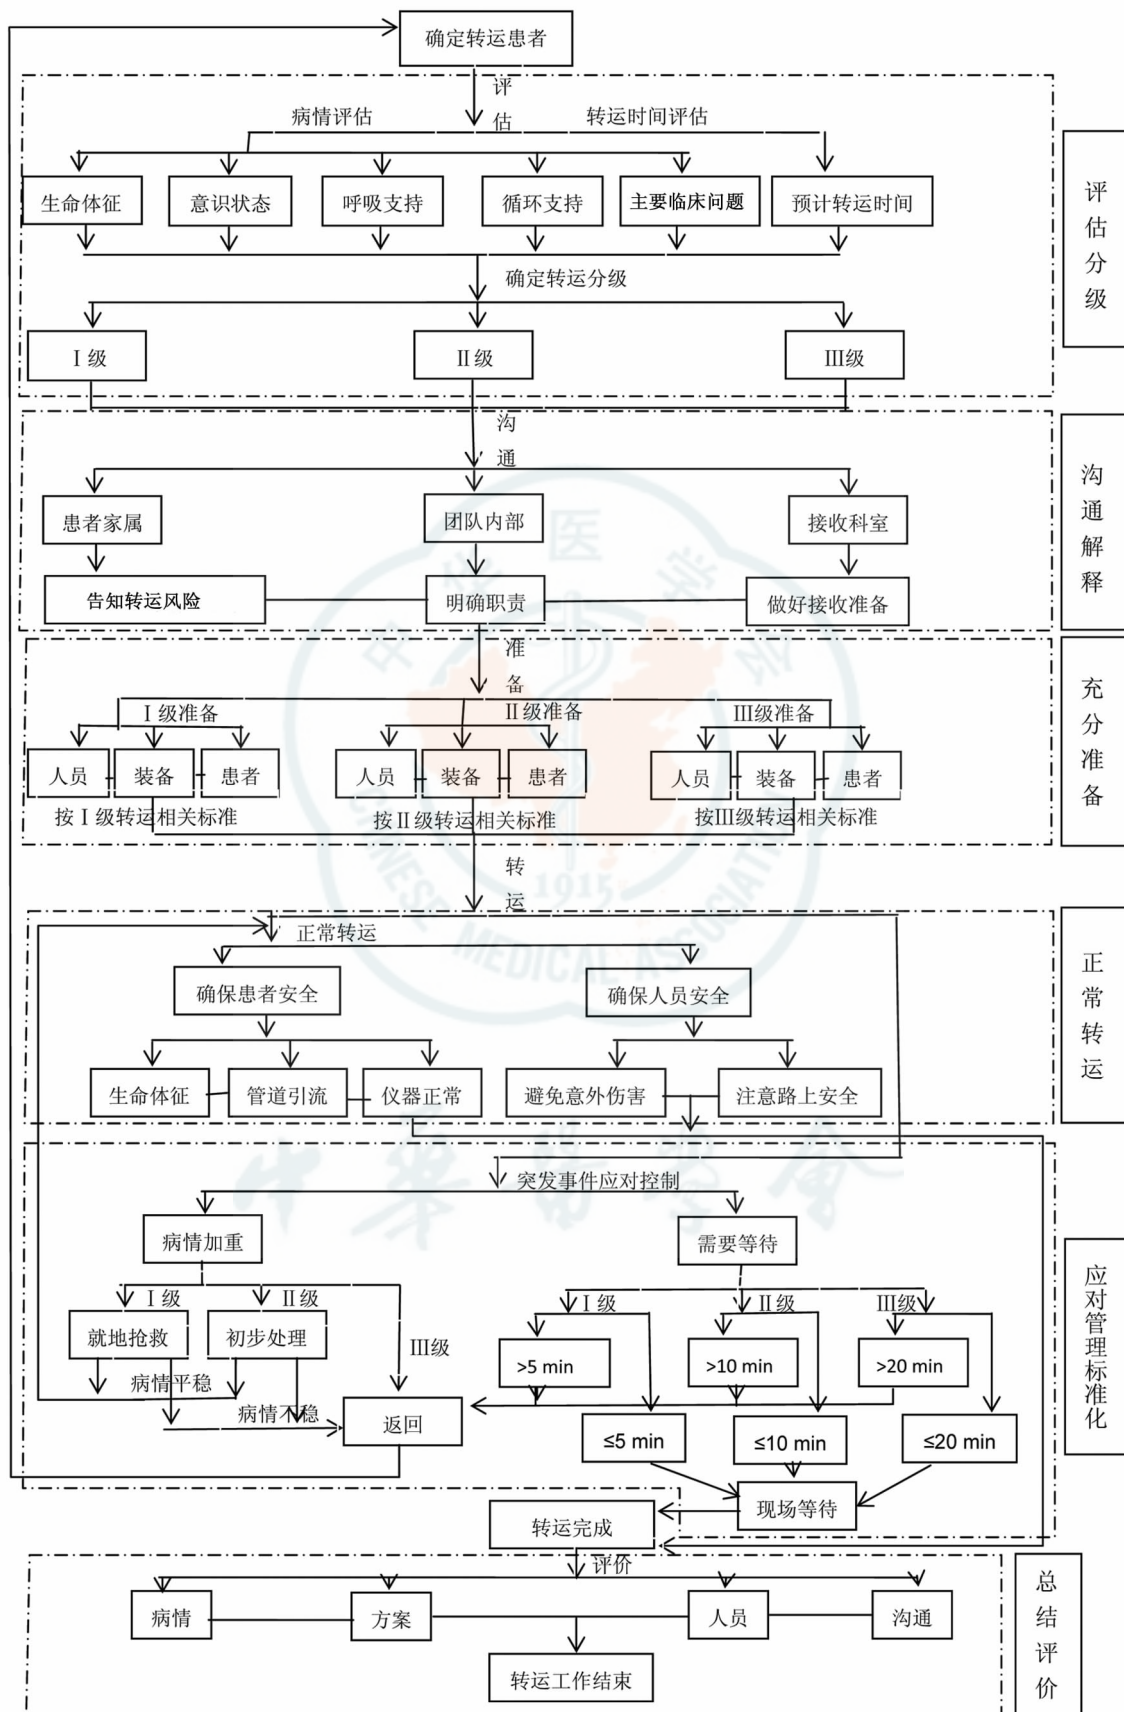 确定转运患者
评估
病情评估
转运时间评估
生命体征
意识状态
呼吸支持
循环支持
主要临床问题
预计转运时间
确定转运分级
Ⅰ级
Ⅱ级
Ⅲ级
评估分级
沟通
患者家属
团队内部
接收科室
告知转运风险
明确职责
做好接收准备
沟通解释
准备
Ⅰ级准备
Ⅱ级准备
Ⅲ级准备
人员
装备
患者
人员
装备
患者
人员
装备
患者
按Ⅰ级转运相关标准
按Ⅱ级转运相关标准
按Ⅲ级转运相关标准
充分准备
转运
正常转运
确保患者安全
确保人员安全
生命体征
管道引流
仪器正常
避免意外伤害
注意路上安全
正常转运
突发事件应对控制
病情加重
需要等待
Ⅰ级
Ⅱ级
Ⅲ级
就地抢救
初步处理
病情平稳
病情不稳
返回
Ⅰ级
Ⅱ级
Ⅲ级
>5 min
>10 min
>20 min
≤5 min
≤10 min
≤20 min
现场等待
应对管理标准化
转运完成
评价
病情
方案
人员
沟通
转运工作结束
总结评价
中华医学会
CHINESE MEDICAL ASSOCIATION
1915
中华医学会